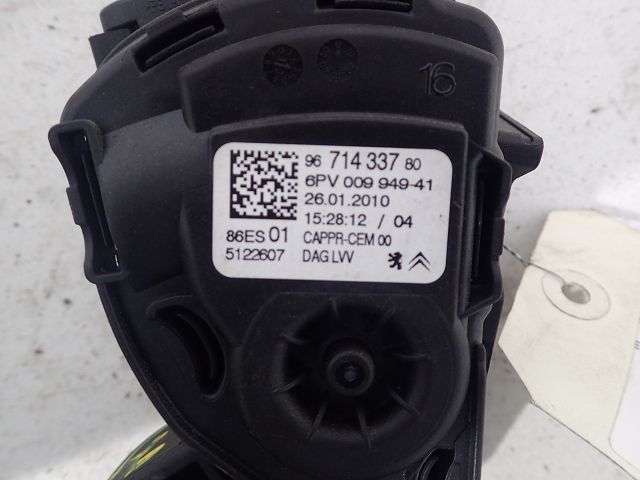 16
96 714 337 80
6PV 009 949-41
26.01.2010
15:28:12 / 04
86ES 01 CAPPR-CEM 00
5122607 DAG LVV